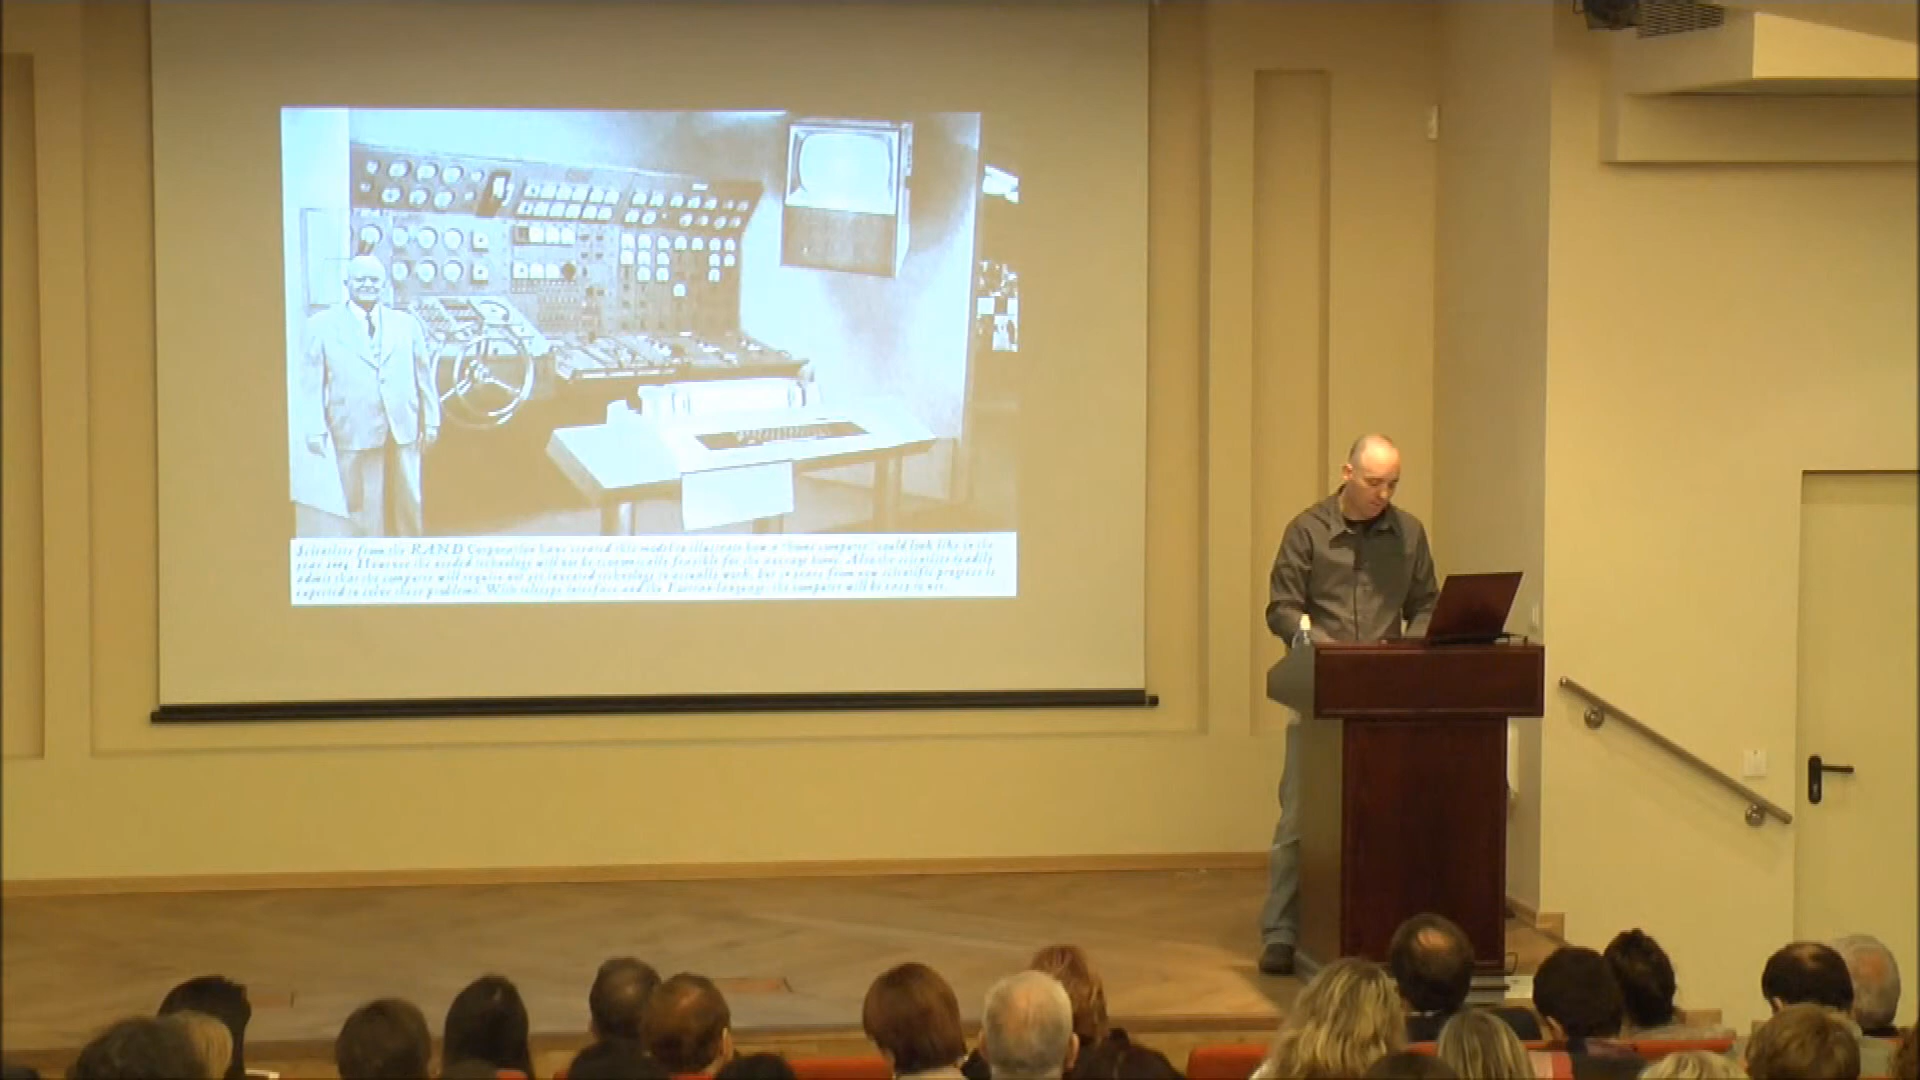 Scientists from the RAND Corporation have created this model to illustrate how a "home computer" could look like in the
year 2004. However the needed technology will not be economically feasible for the average home. Also the scientists readily
admit that the computer will require not yet invented technology to actually work, but 50 years from now scientific progress is
expected to solve these problems. With teletype interface and the Fortran language, the computer will be easy to use.